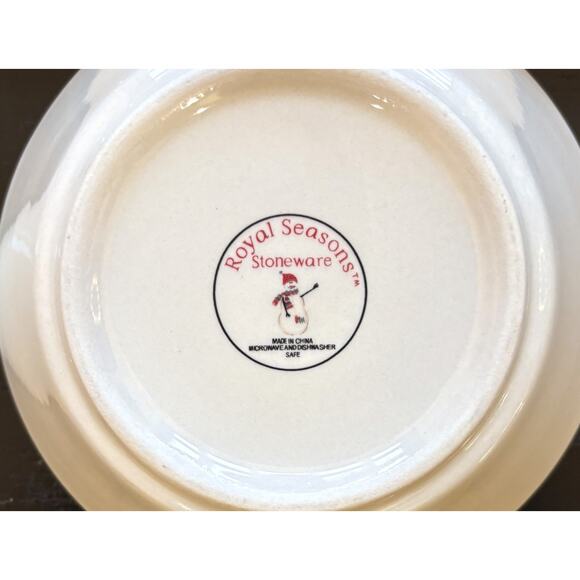 Royal Seasons™
Stoneware
MADE IN CHINA
MICROWAVE AND DISHWASHER
SAFE